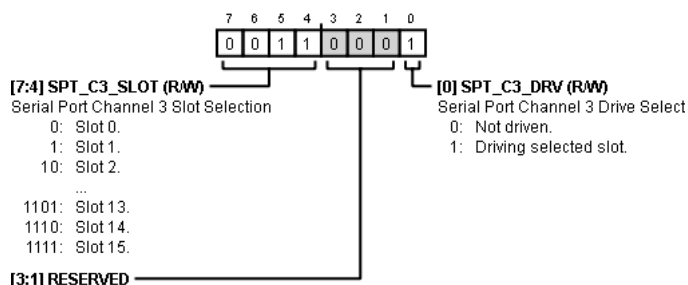 7 6 5 4 3 2 1 0
0 0 1 1 0 0 0 1
[7:4] SPT_C3_SLOT (R/W)
Serial Port Channel 3 Slot Selection
0: Slot 0.
1: Slot 1.
10: Slot 2.
...
1101: Slot 13.
1110: Slot 14.
1111: Slot 15.
[3:1] RESERVED
[0] SPT_C3_DRV (R/W)
Serial Port Channel 3 Drive Select
0: Not driven.
1: Driving selected slot.